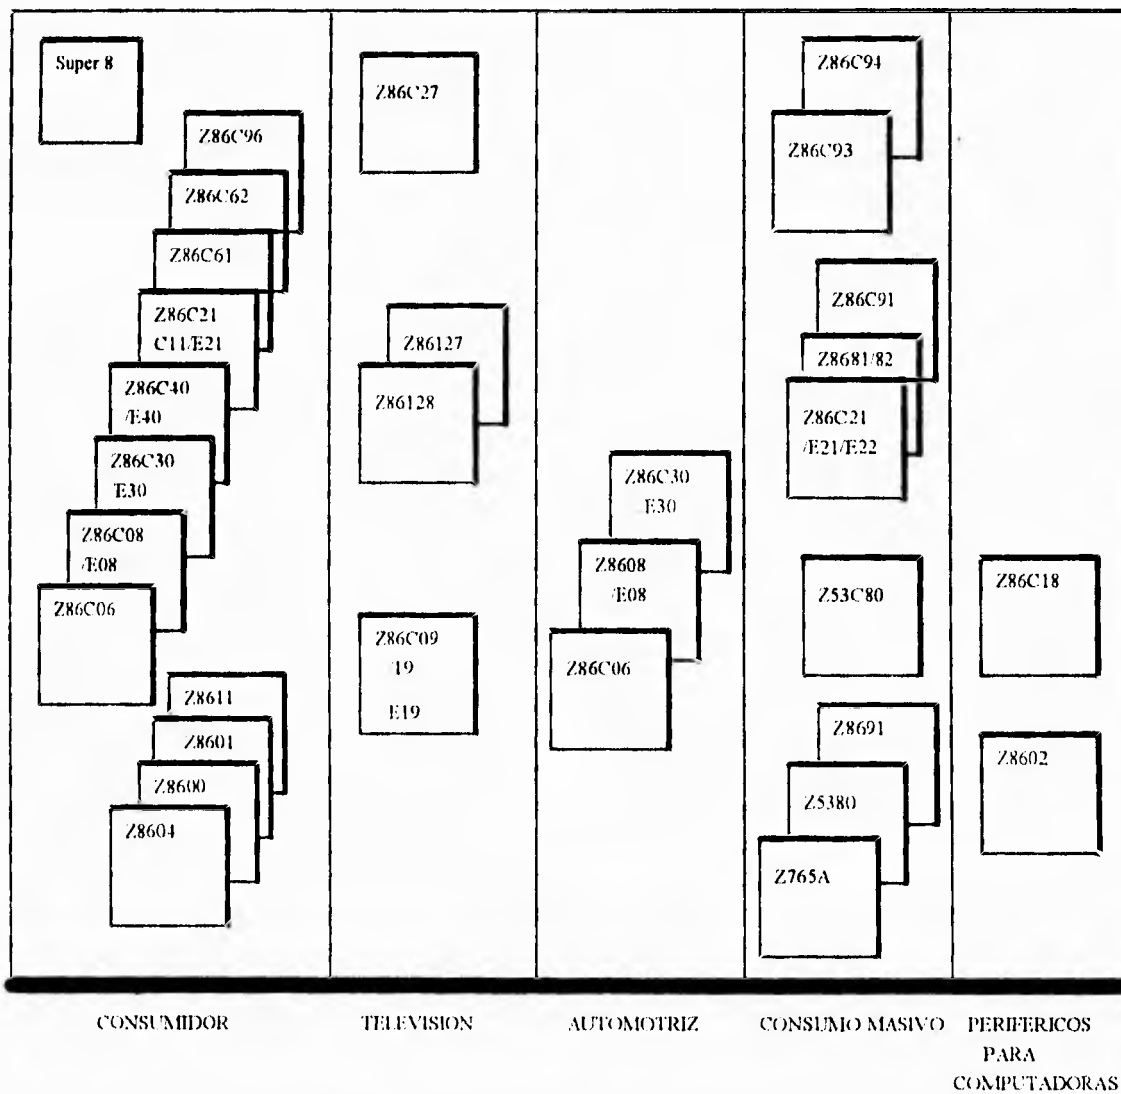 Super 8
Z86C96
Z86C62
Z86C61
Z86C21
C11/E21
Z86C40
/E40
Z86C30
/E30
Z86C08
/E08
Z86C06
Z8611
Z8601
Z8600
Z8604
CONSUMIDOR
Z86C27
Z86127
Z86128
Z86C09
19
E19
TELEVISION
Z86C30
E30
Z8608
/E08
Z86C06
AUTOMOTRIZ
Z86C94
Z86C93
Z86C91
Z8681/82
Z86C21
/E21/E22
Z53C80
Z8691
Z5380
Z765A
CONSUMO MASIVO
Z86C18
Z8602
PERIFERICOS
PARA
COMPUTADORAS